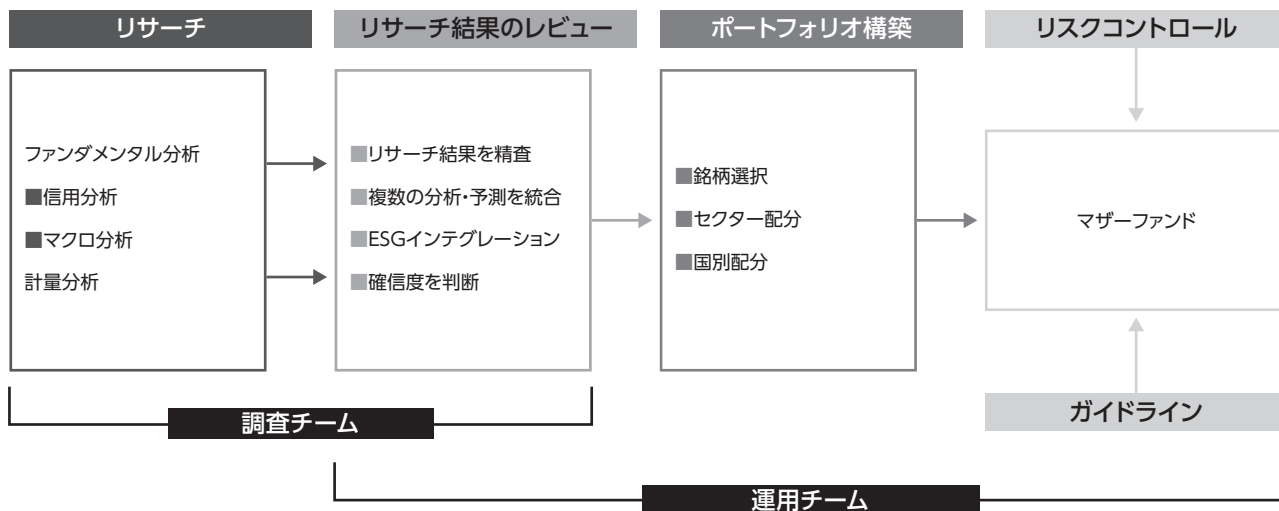 リサーチ
リサーチ結果のレビュー
ポートフォリオ構築
リスクコントロール
ファンダメンタル分析
■信用分析
■マクロ分析
計量分析
■リサーチ結果を精査
■複数の分析・予測を統合
■ESGインテグレーション
■確信度を判断
■銘柄選択
■セクター配分
■国別配分
マザーファンド
ガイドライン
調査チーム
運用チーム